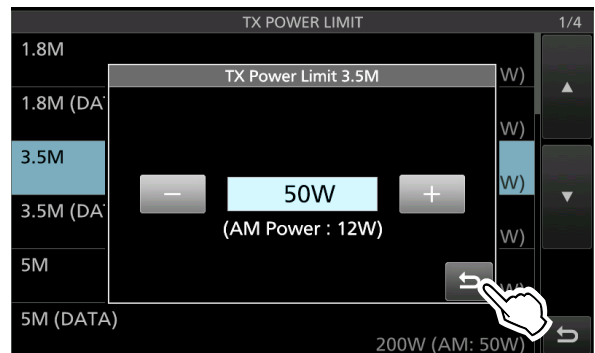 TX POWER LIMIT 1/4
1.8M
TX Power Limit 3.5M
W)
1.8M (DA
W)
3.5M
W)
− 50W +
3.5M (DA
(AM Power : 12W)
W)
5M
5M (DATA)
200W (AM: 50W)